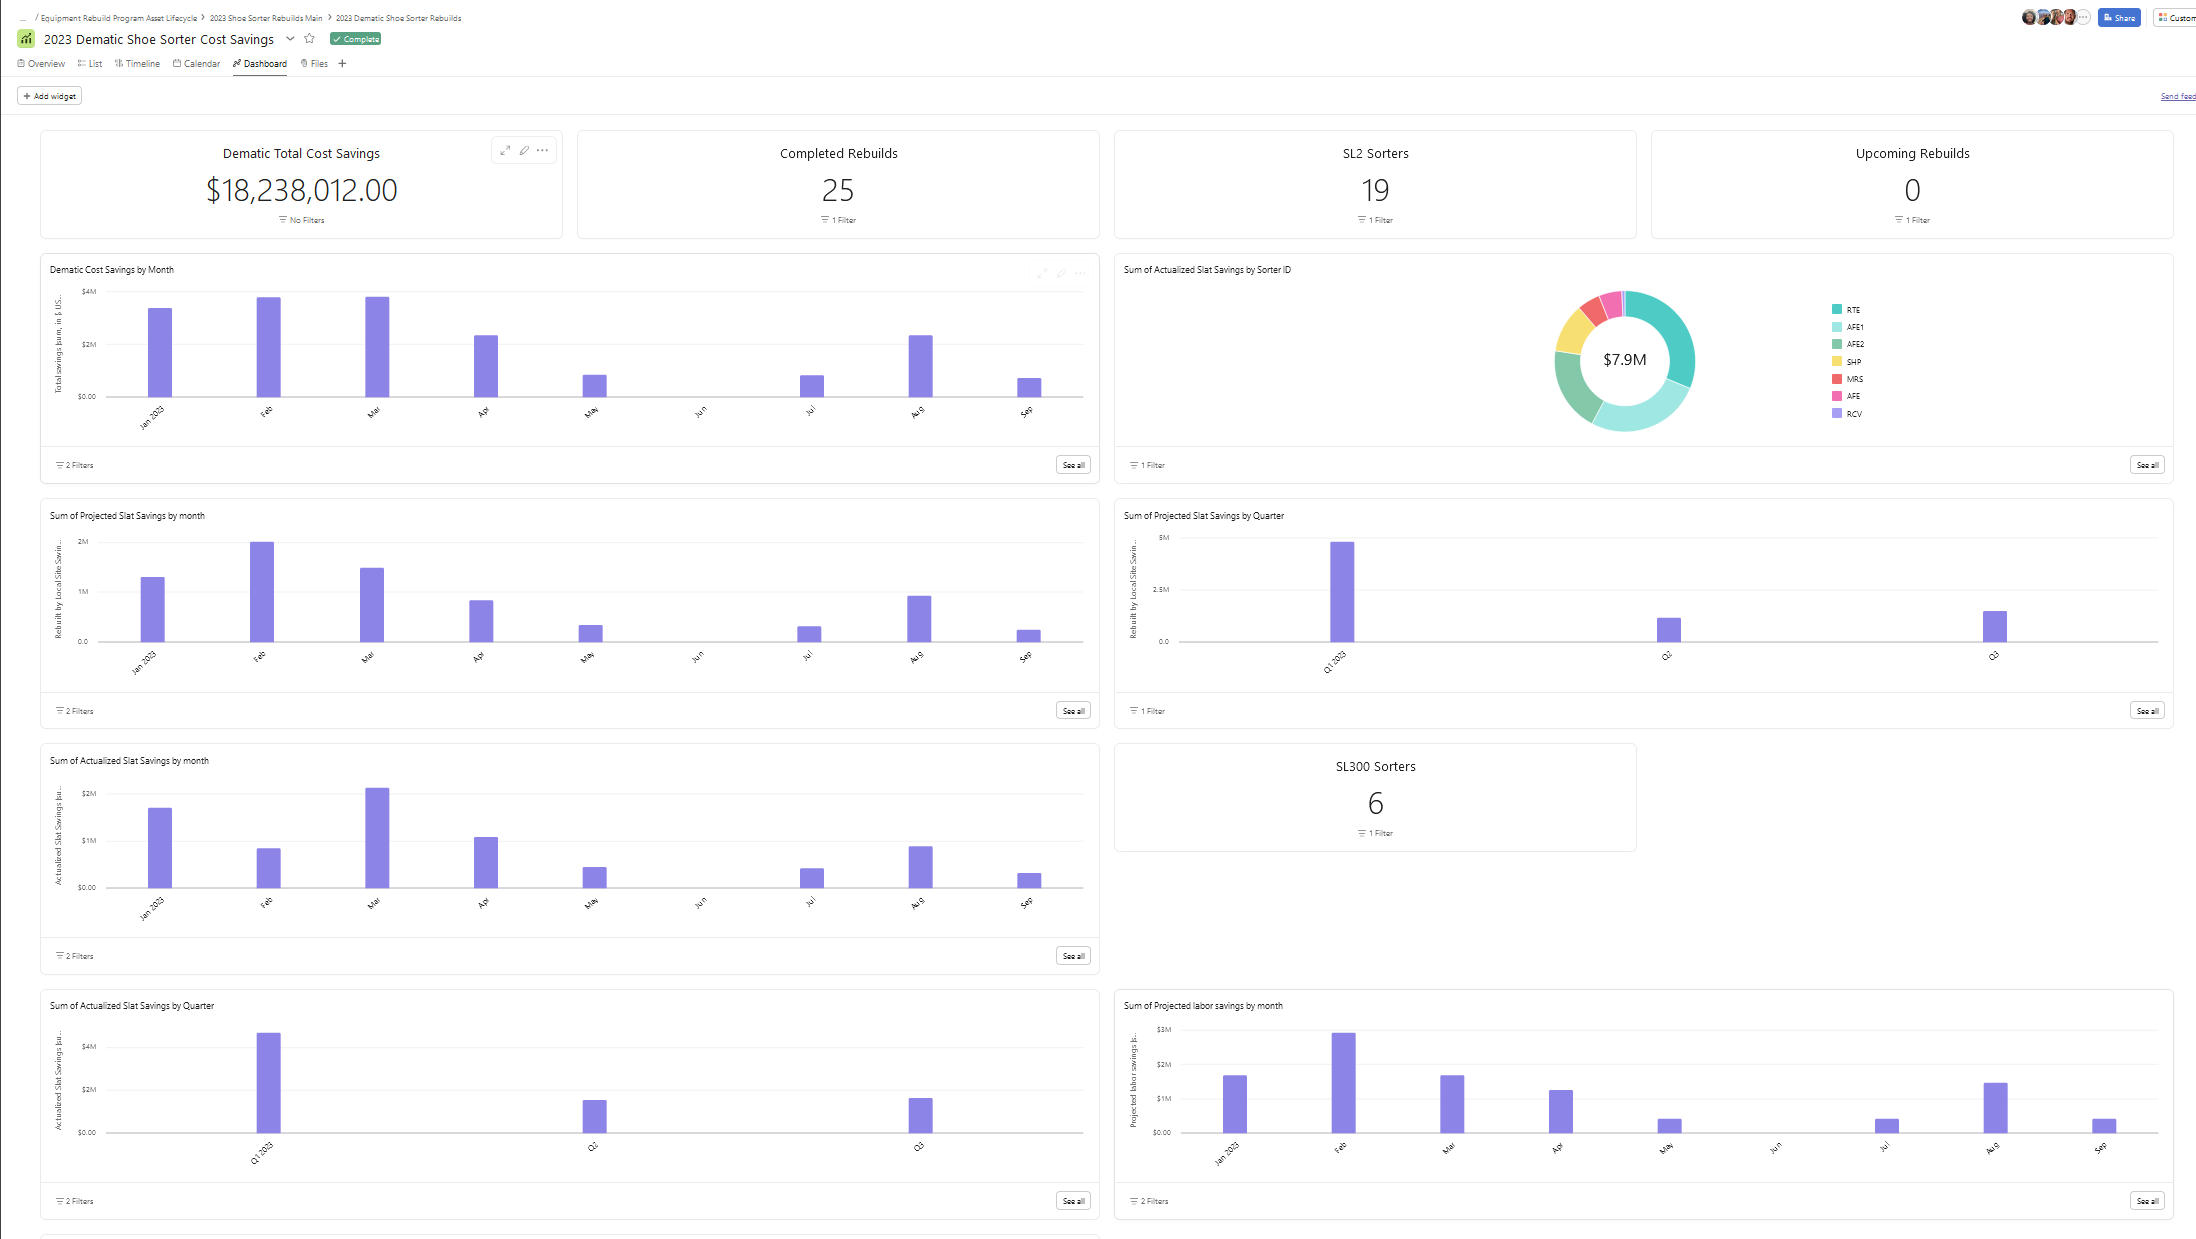 ... / Equipment Rebuild Program Asset Lifecycle > 2023 Shoe Sorter Rebuilds Main > 2023 Dematic Shoe Sorter Rebuilds
2023 Dematic Shoe Sorter Cost Savings
Complete
Share
Custom
Overview List Timeline Calendar Dashboard Files +
+ Add widget
Send feed
Dematic Total Cost Savings
$18,238,012.00
No Filters
Completed Rebuilds
25
1 Filter
SL2 Sorters
19
1 Filter
Upcoming Rebuilds
0
1 Filter
Dematic Cost Savings by Month
Total savings (sum, in $ US...
$4M
$2M
$0.00
Jan 2023 Feb Mar Apr May Jun Jul Aug Sep
2 Filters
See all
Sum of Actualized Slat Savings by Sorter ID
$7.9M
RTE
AFE1
AFE2
SHP
MRS
AFE
RCV
1 Filter
See all
Sum of Projected Slat Savings by month
Rebuilt by Local Site Savin...
2M
1M
0.0
Jan 2023 Feb Mar Apr May Jun Jul Aug Sep
2 Filters
See all
Sum of Projected Slat Savings by Quarter
Rebuilt by Local Site Savin...
5M
2.5M
0.0
Q1 2023 Q2 Q3
1 Filter
See all
Sum of Actualized Slat Savings by month
Actualized Slat Savings (su...
$2M
$1M
$0.00
Jan 2023 Feb Mar Apr May Jun Jul Aug Sep
2 Filters
See all
SL300 Sorters
6
1 Filter
Sum of Actualized Slat Savings by Quarter
Actualized Slat Savings (su...
$4M
$2M
$0.00
Q1 2023 Q2 Q3
2 Filters
See all
Sum of Projected labor savings by month
Projected labor savings (s...
$3M
$2M
$1M
$0.00
Jan 2023 Feb Mar Apr May Jun Jul Aug Sep
2 Filters
See all